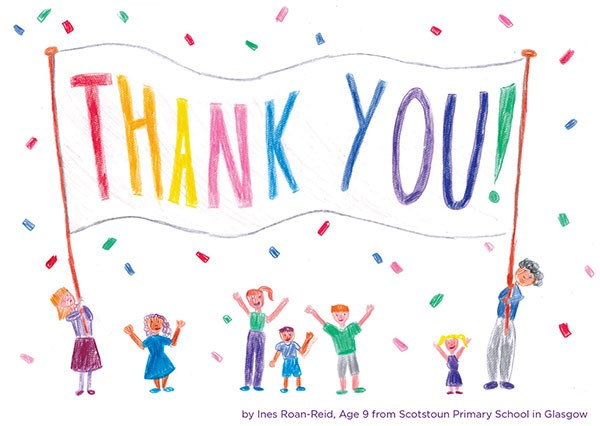 THANK YOU!
by Ines Roan-Reid, Age 9 from Scotstoun Primary School in Glasgow